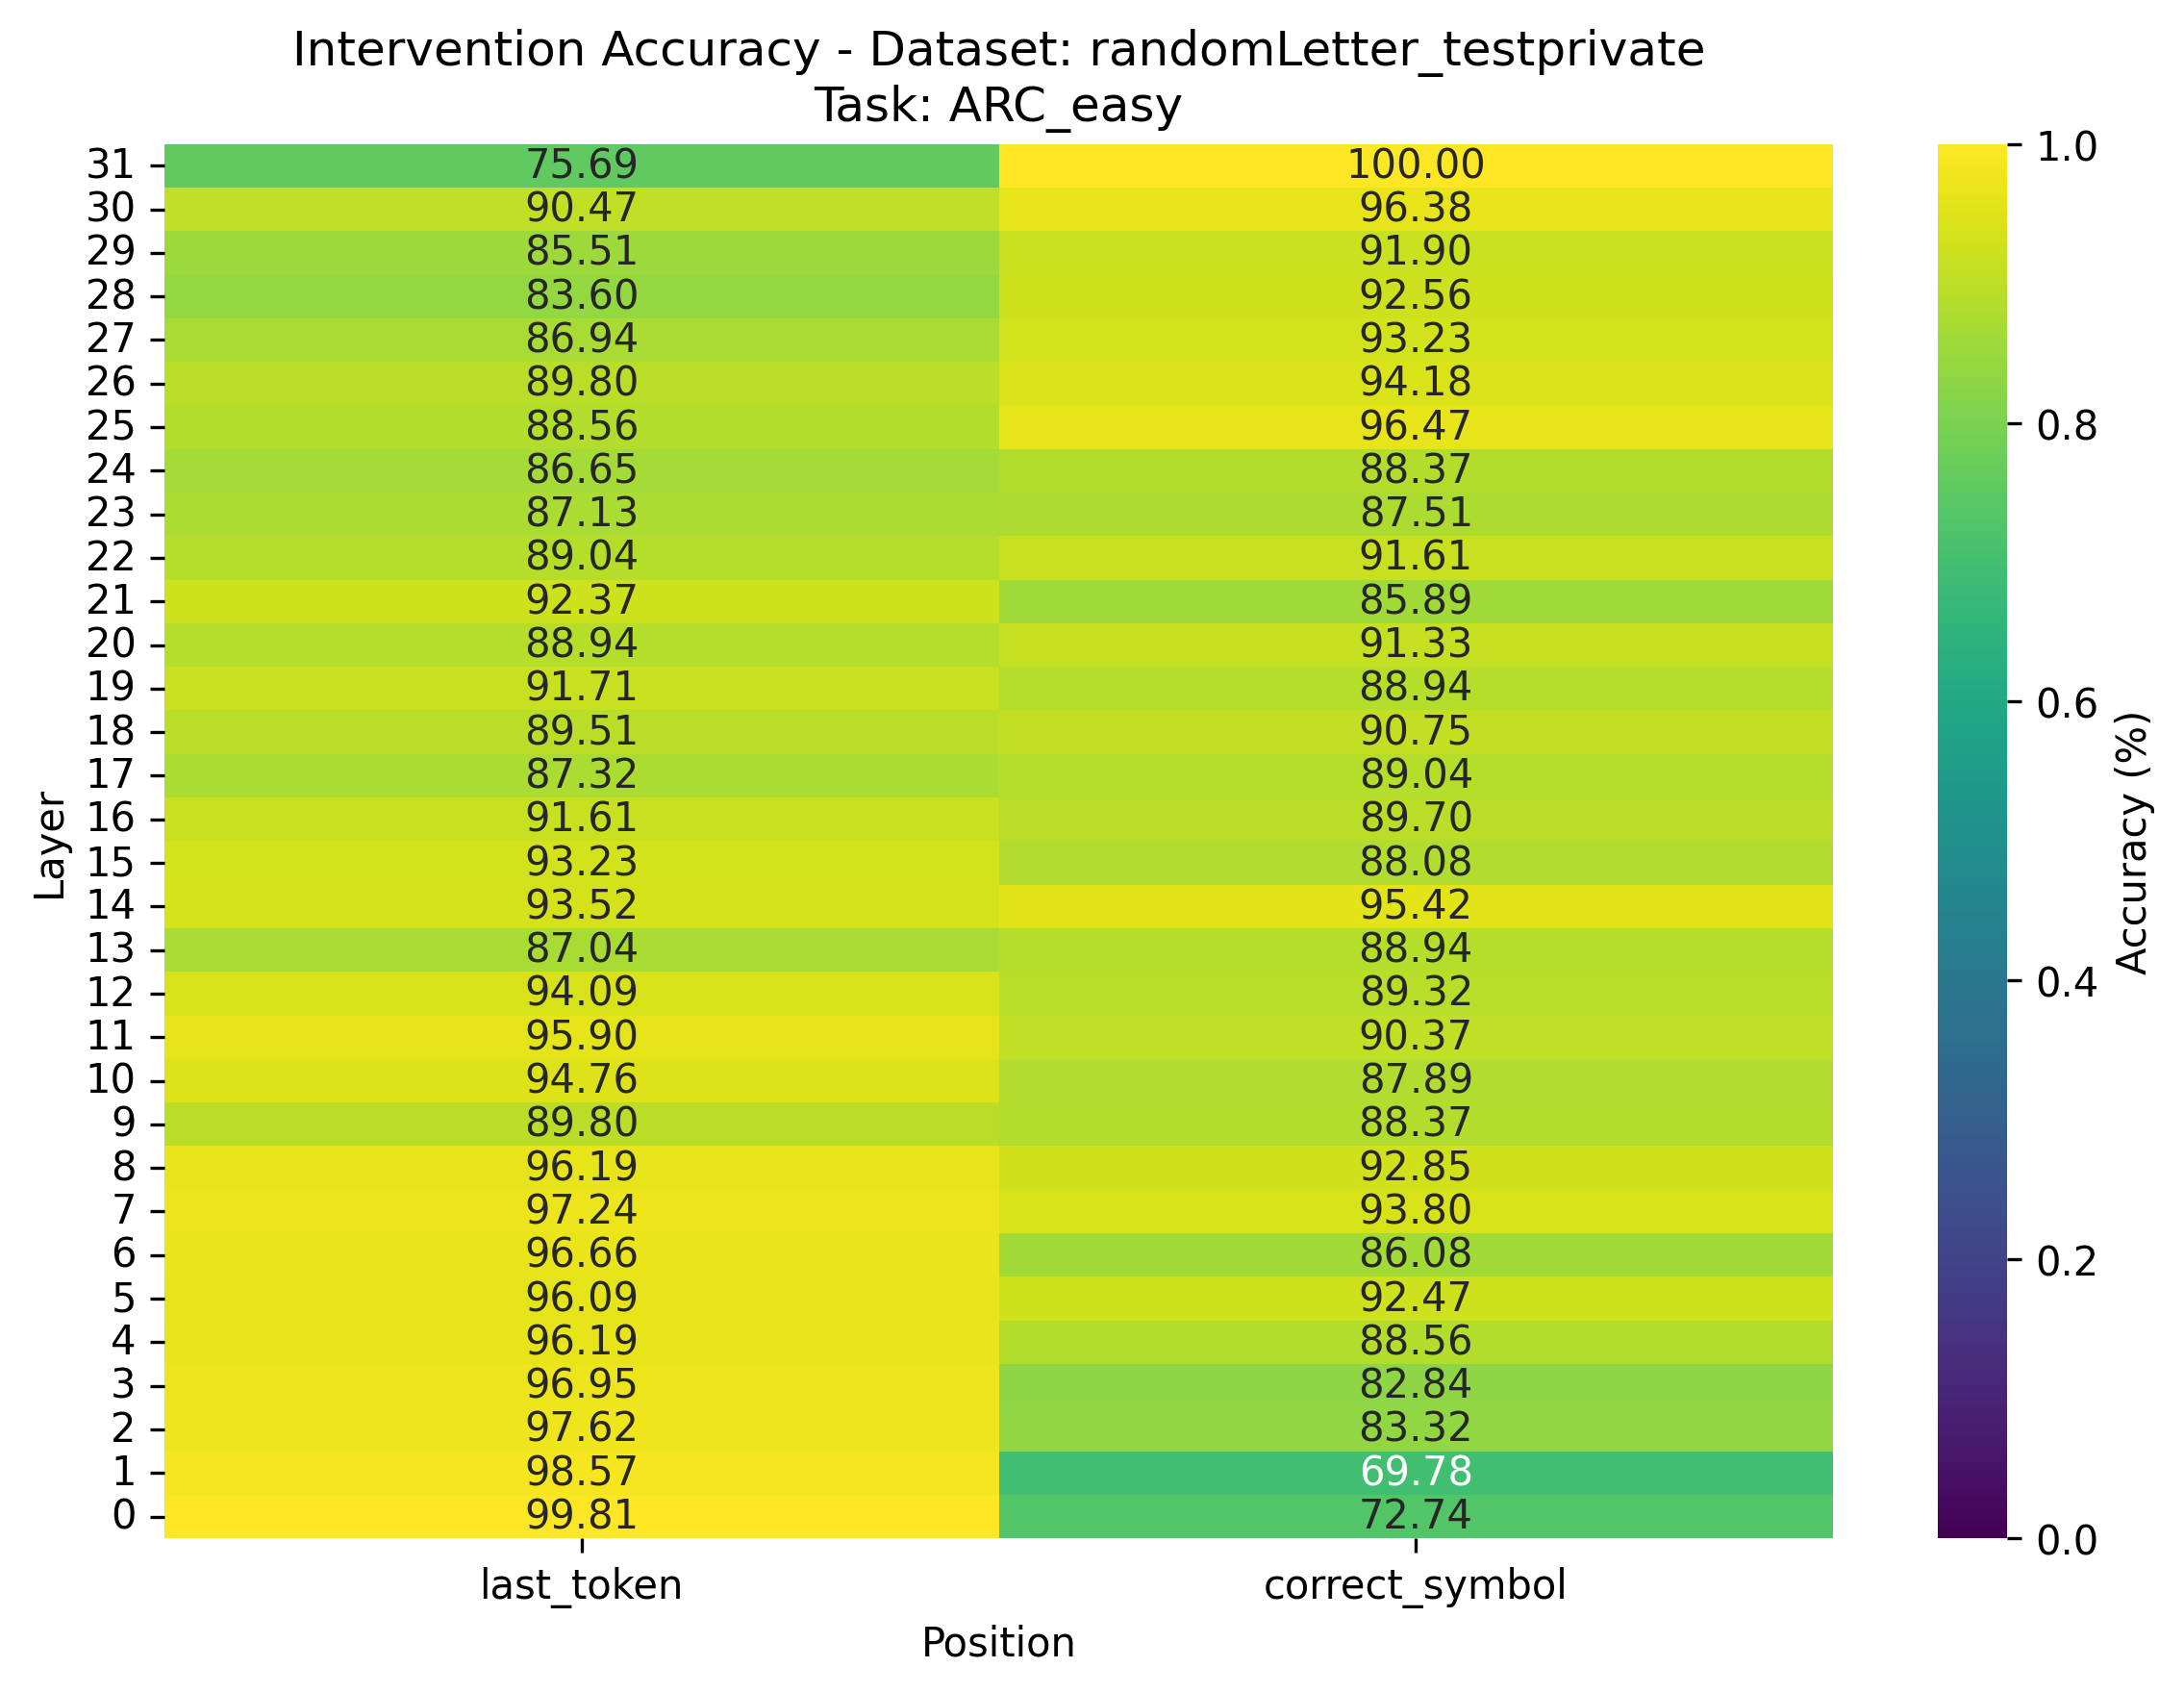 Intervention Accuracy - Dataset: randomLetter_testprivate
Task: ARC_easy
31 75.69 100.00
30 90.47 96.38
29 85.51 91.90
28 83.60 92.56
27 86.94 93.23
26 89.80 94.18
25 88.56 96.47
24 86.65 88.37
23 87.13 87.51
22 89.04 91.61
21 92.37 85.89
20 88.94 91.33
19 91.71 88.94
18 89.51 90.75
17 87.32 89.04
16 91.61 89.70
15 93.23 88.08
14 93.52 95.42
13 87.04 88.94
12 94.09 89.32
11 95.90 90.37
10 94.76 87.89
9 89.80 88.37
8 96.19 92.85
7 97.24 93.80
6 96.66 86.08
5 96.09 92.47
4 96.19 88.56
3 96.95 82.84
2 97.62 83.32
1 98.57 69.78
0 99.81 72.74
Layer
last_token correct_symbol
Position
1.0
0.8
0.6
0.4
0.2
0.0
Accuracy (%)